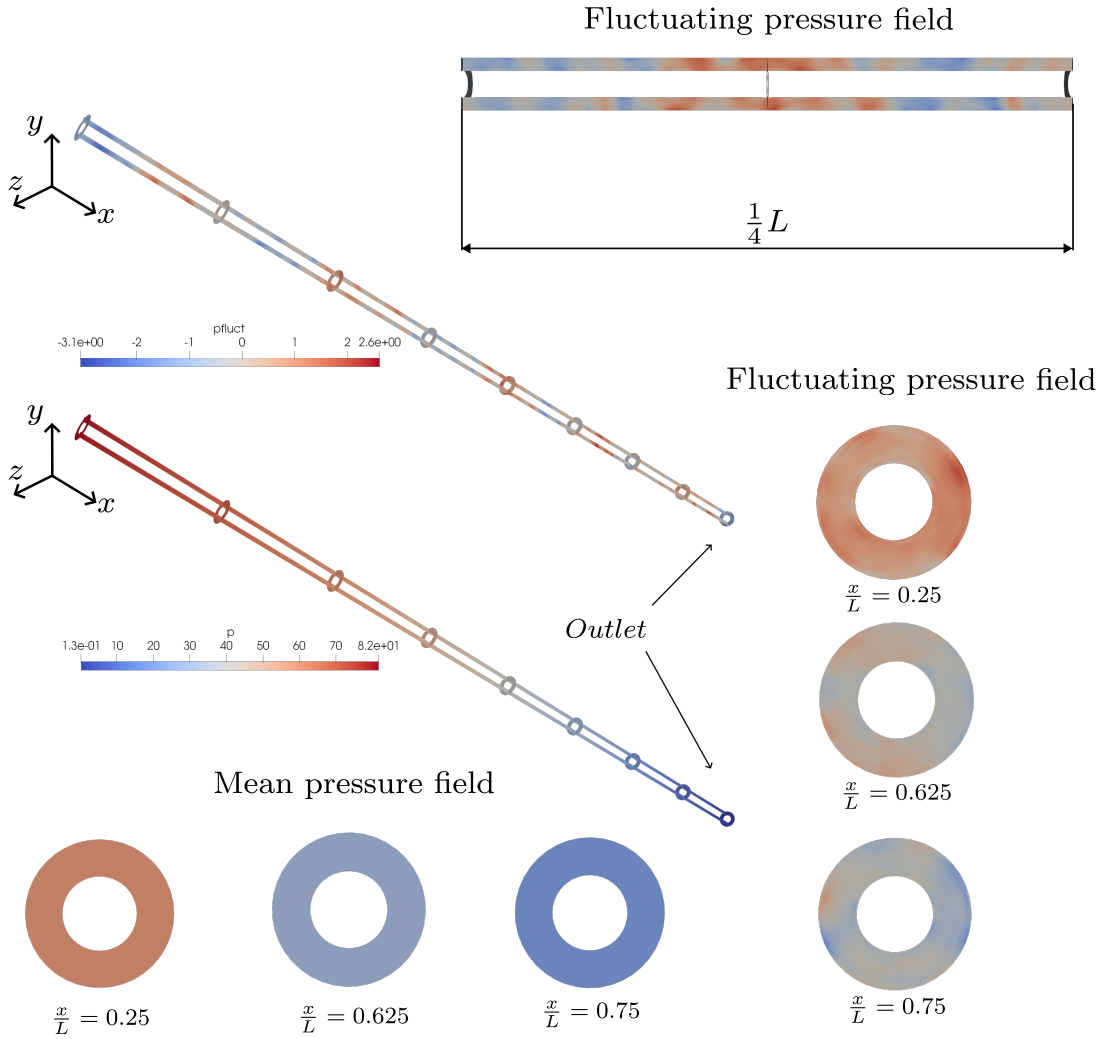 Fluctuating pressure field
y
z
x
1/4 L
pfluct
-3.1e+00 -2 -1 0 1 2 2.6e+00
Fluctuating pressure field
y
z
x
x/L = 0.25
Outlet
p
1.3e-01 10 20 30 40 50 60 70 8.2e+01
Mean pressure field
x/L = 0.625
x/L = 0.25
x/L = 0.625
x/L = 0.75
x/L = 0.75